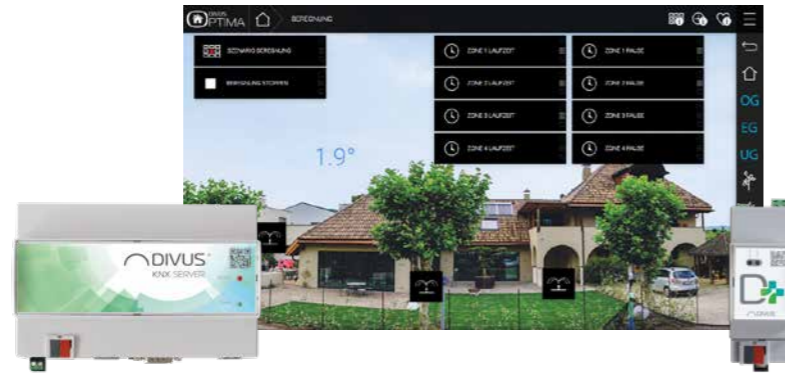 DIVUS
OPTIMA
BEREGNUNG
SZENARIO BEREGNUNG
BEREGNUNG STOPPEN
ZONE 1 LAUFZEIT
ZONE 1 PAUSE
ZONE 2 LAUFZEIT
ZONE 2 PAUSE
ZONE 3 LAUFZEIT
ZONE 3 PAUSE
ZONE 4 LAUFZEIT
ZONE 4 PAUSE
OG
EG
UG
1.9°
DIVUS
KNX SERVER
D+
DIVUS